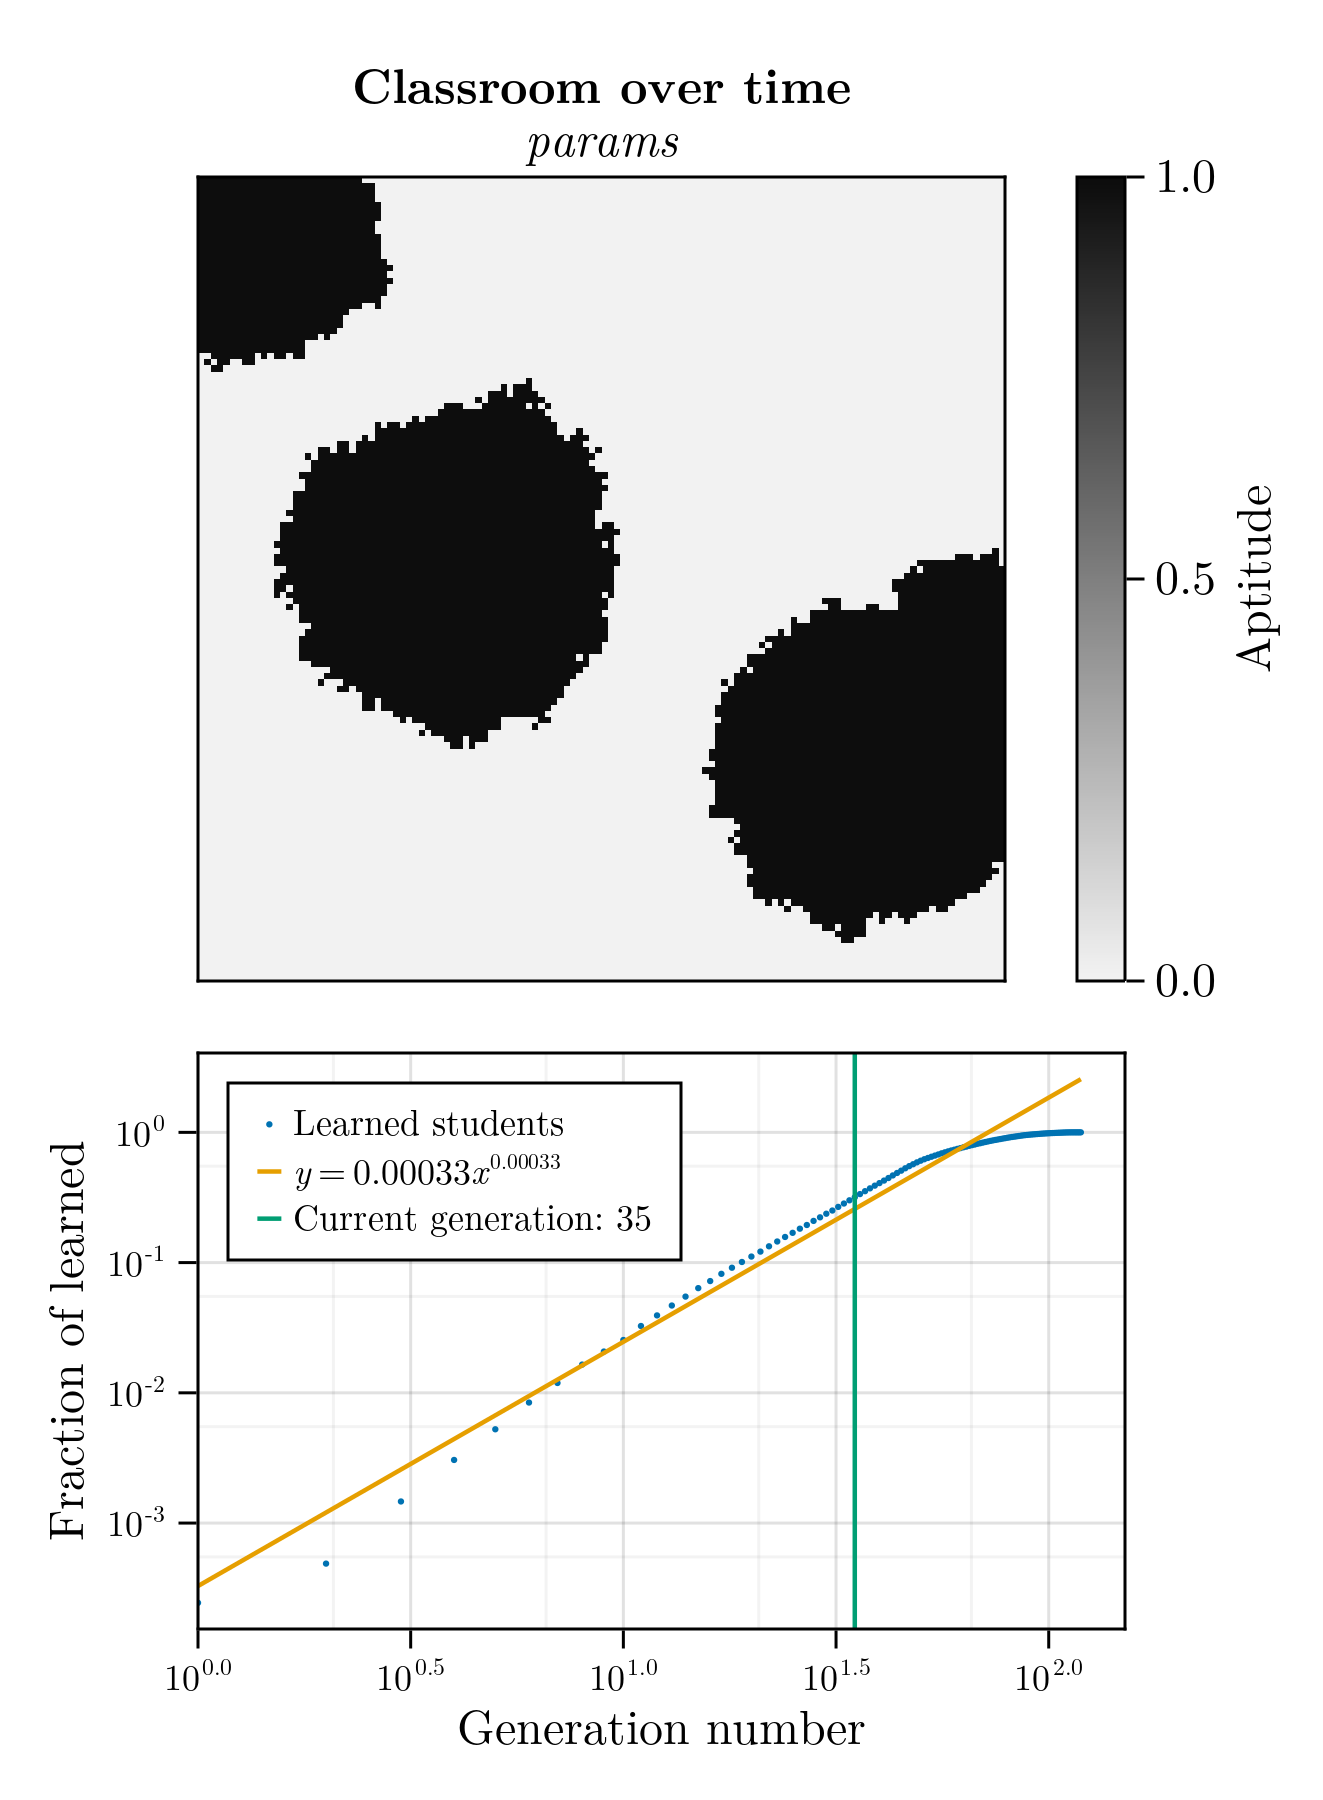 Classroom over time
params
1.0
0.5
0.0
Aptitude
Learned students
y = 0.00033x^0.00033
Current generation: 35
10^0
10^-1
10^-2
10^-3
Fraction of learned
10^0.0 10^0.5 10^1.0 10^1.5 10^2.0
Generation number